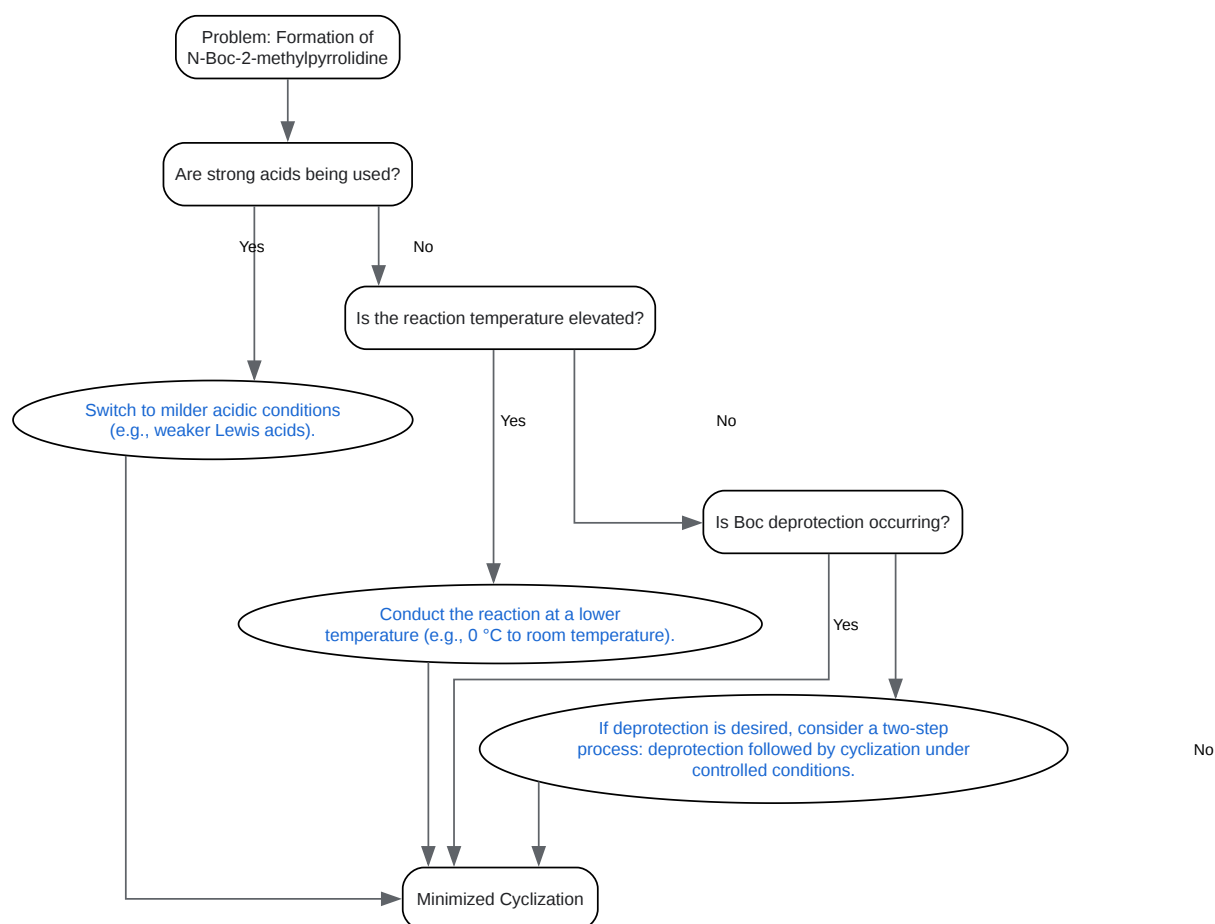 Problem: Formation of
N-Boc-2-methylpyrrolidine
Are strong acids being used?
Yes
No
Is the reaction temperature elevated?
Switch to milder acidic conditions
(e.g., weaker Lewis acids).
Yes
No
Is Boc deprotection occurring?
Conduct the reaction at a lower
temperature (e.g., 0 °C to room temperature).
Yes
If deprotection is desired, consider a two-step
process: deprotection followed by cyclization under
controlled conditions.
No
Minimized Cyclization